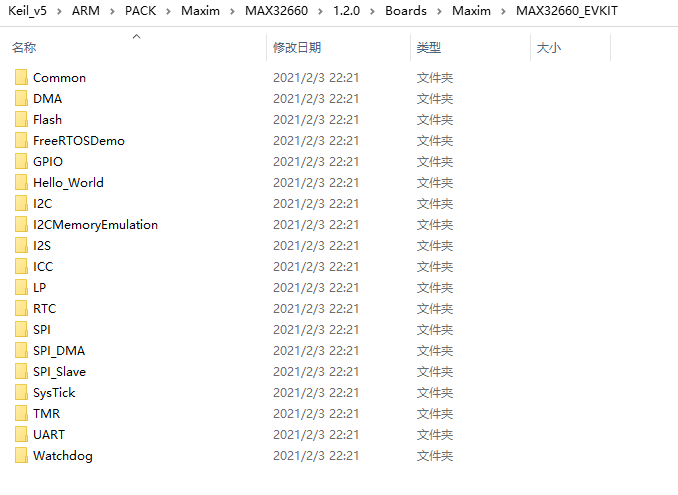 Keil_v5 > ARM > PACK > Maxim > MAX32660 > 1.2.0 > Boards > Maxim > MAX32660_EVKIT
名称 修改日期 类型 大小
Common 2021/2/3 22:21 文件夹
DMA 2021/2/3 22:21 文件夹
Flash 2021/2/3 22:21 文件夹
FreeRTOSDemo 2021/2/3 22:21 文件夹
GPIO 2021/2/3 22:21 文件夹
Hello_World 2021/2/3 22:21 文件夹
I2C 2021/2/3 22:21 文件夹
I2CMemoryEmulation 2021/2/3 22:21 文件夹
I2S 2021/2/3 22:21 文件夹
ICC 2021/2/3 22:21 文件夹
LP 2021/2/3 22:21 文件夹
RTC 2021/2/3 22:21 文件夹
SPI 2021/2/3 22:21 文件夹
SPI_DMA 2021/2/3 22:21 文件夹
SPI_Slave 2021/2/3 22:21 文件夹
SysTick 2021/2/3 22:21 文件夹
TMR 2021/2/3 22:21 文件夹
UART 2021/2/3 22:21 文件夹
Watchdog 2021/2/3 22:21 文件夹